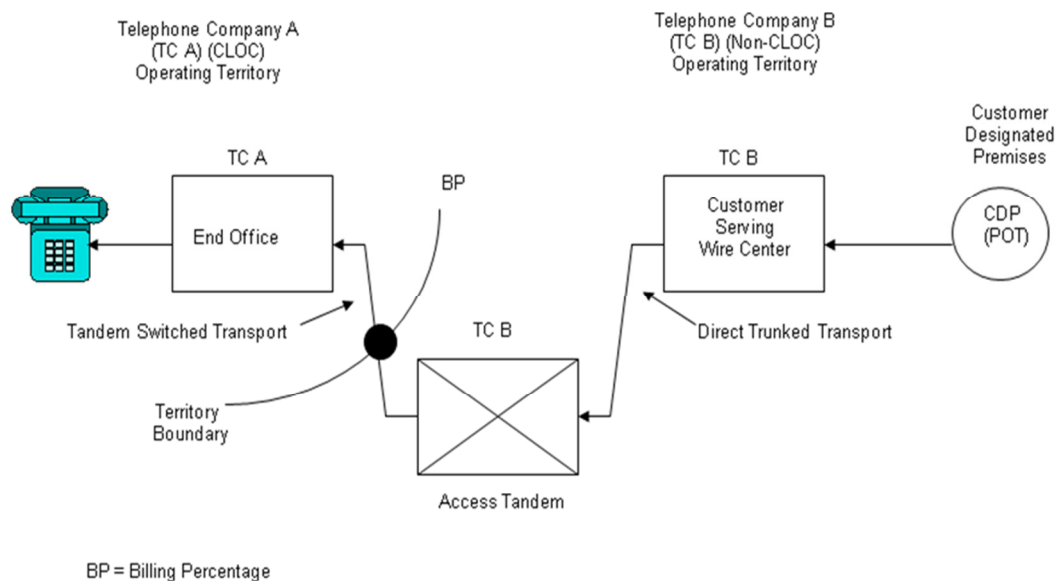 Telephone Company A
(TC A) (CLOC)
Operating Territory
Telephone Company B
(TC B) (Non-CLOC)
Operating Territory
Customer
Designated
Premises
TC A
BP
TC B
End Office
Customer
Serving
Wire Center
CDP
(POT)
Tandem Switched Transport
TC B
Direct Trunked Transport
Territory
Boundary
Access Tandem
BP = Billing Percentage